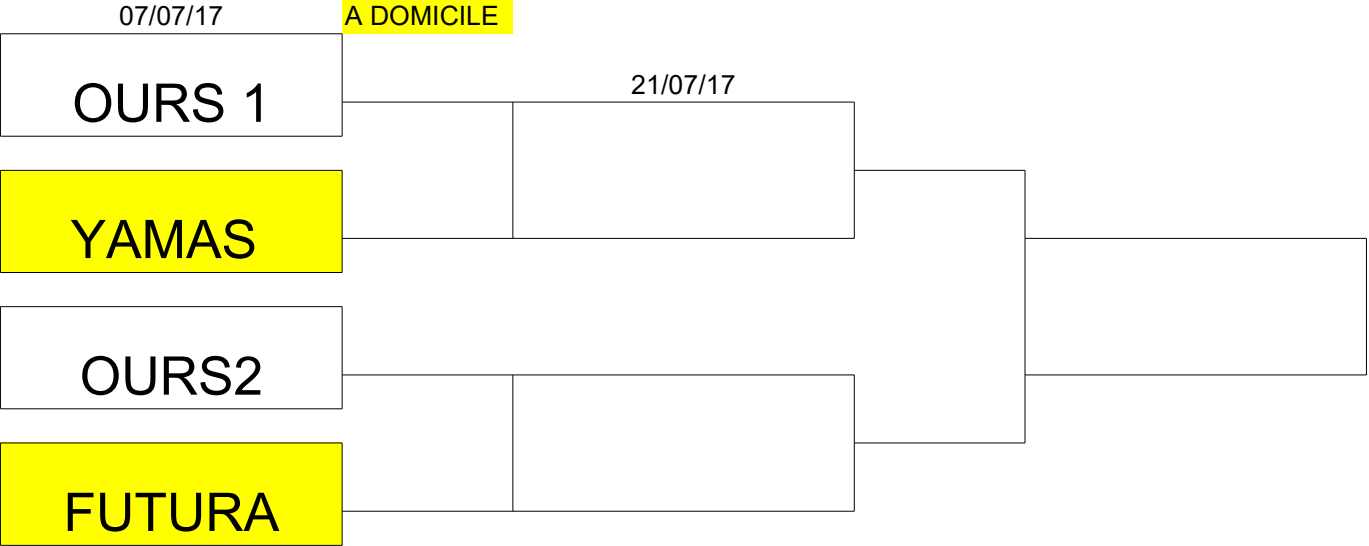 07/07/17
A DOMICILE
OURS 1
21/07/17
YAMAS
OURS2
FUTURA